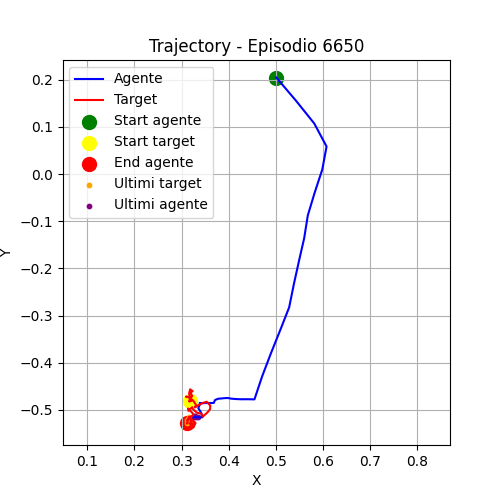 Trajectory - Episodio 6650
Agente
Target
Start agente
Start target
End agente
Ultimi target
Ultimi agente
0.2
0.1
0.0
−0.1
−0.2
−0.3
−0.4
−0.5
Y
0.1 0.2 0.3 0.4 0.5 0.6 0.7 0.8
X